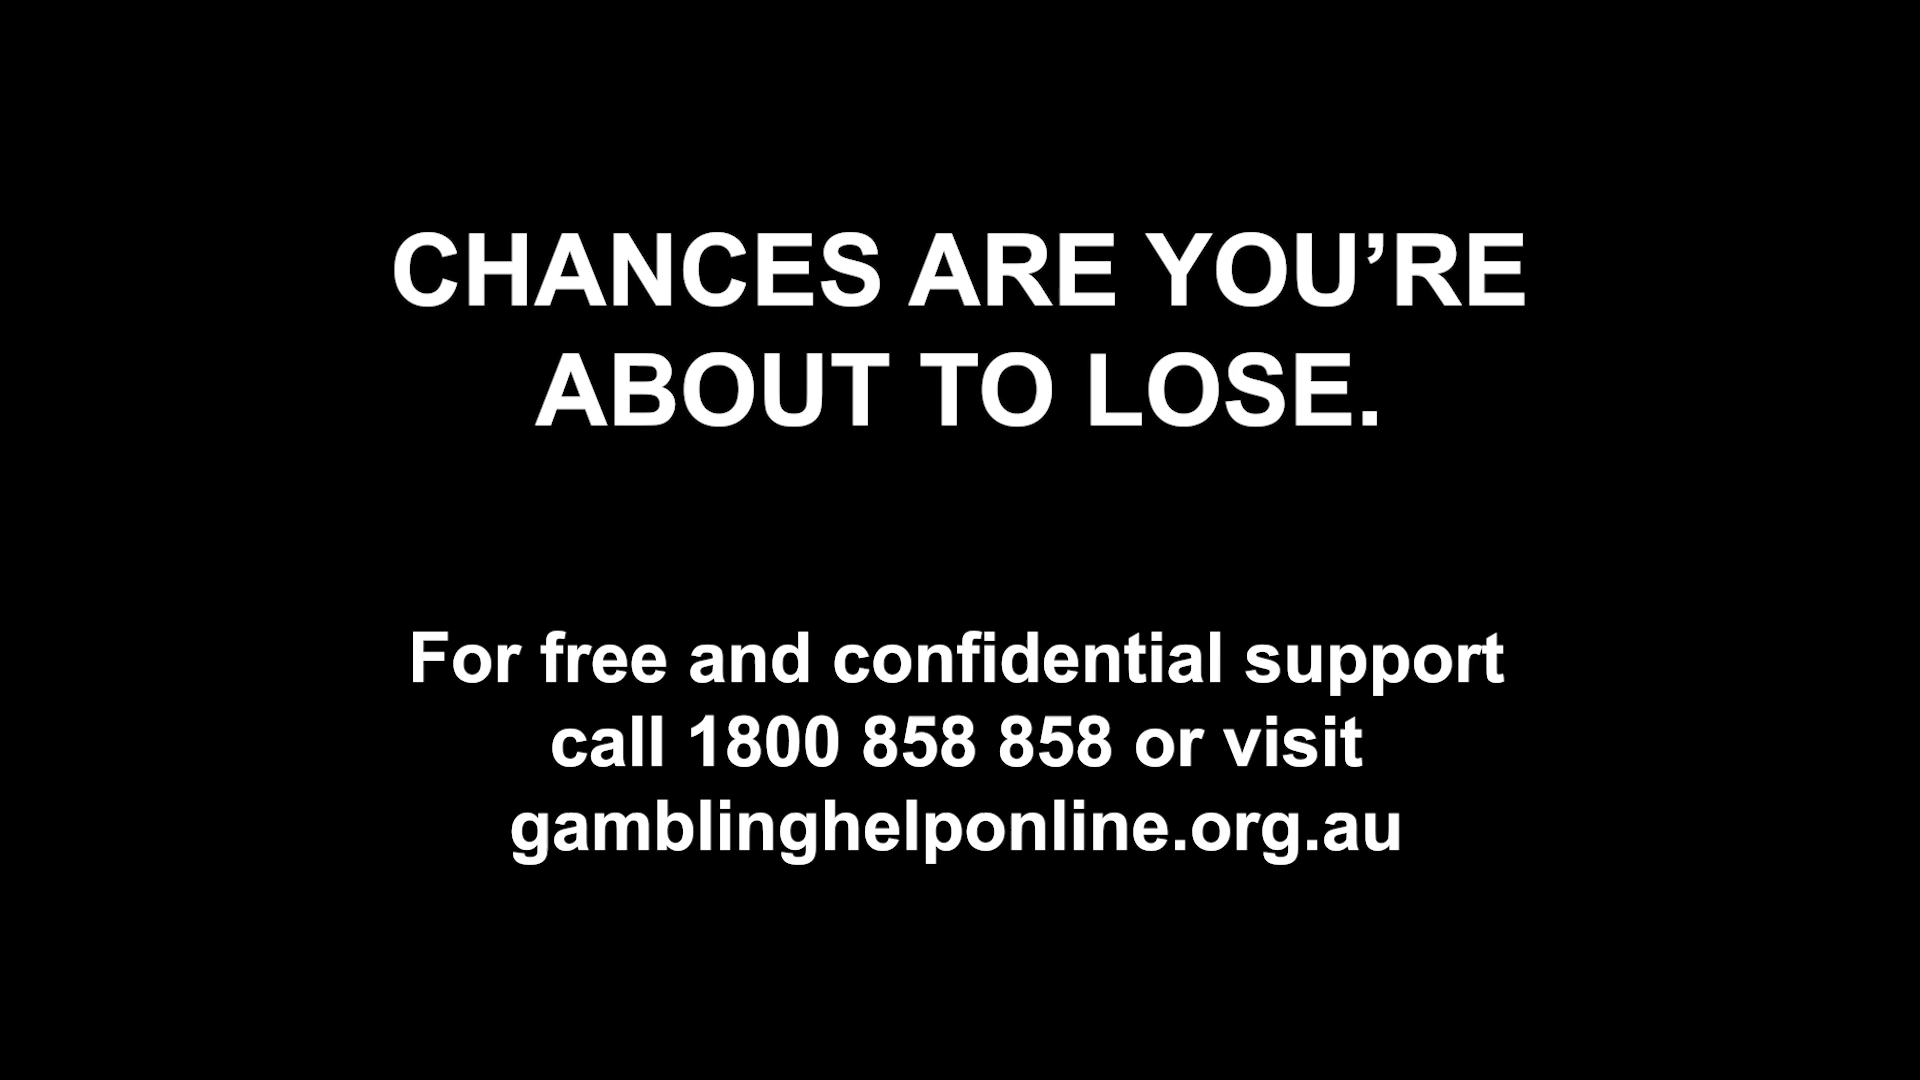 CHANCES ARE YOU’RE
ABOUT TO LOSE.
For free and confidential support
call 1800 858 858 or visit
gamblinghelponline.org.au